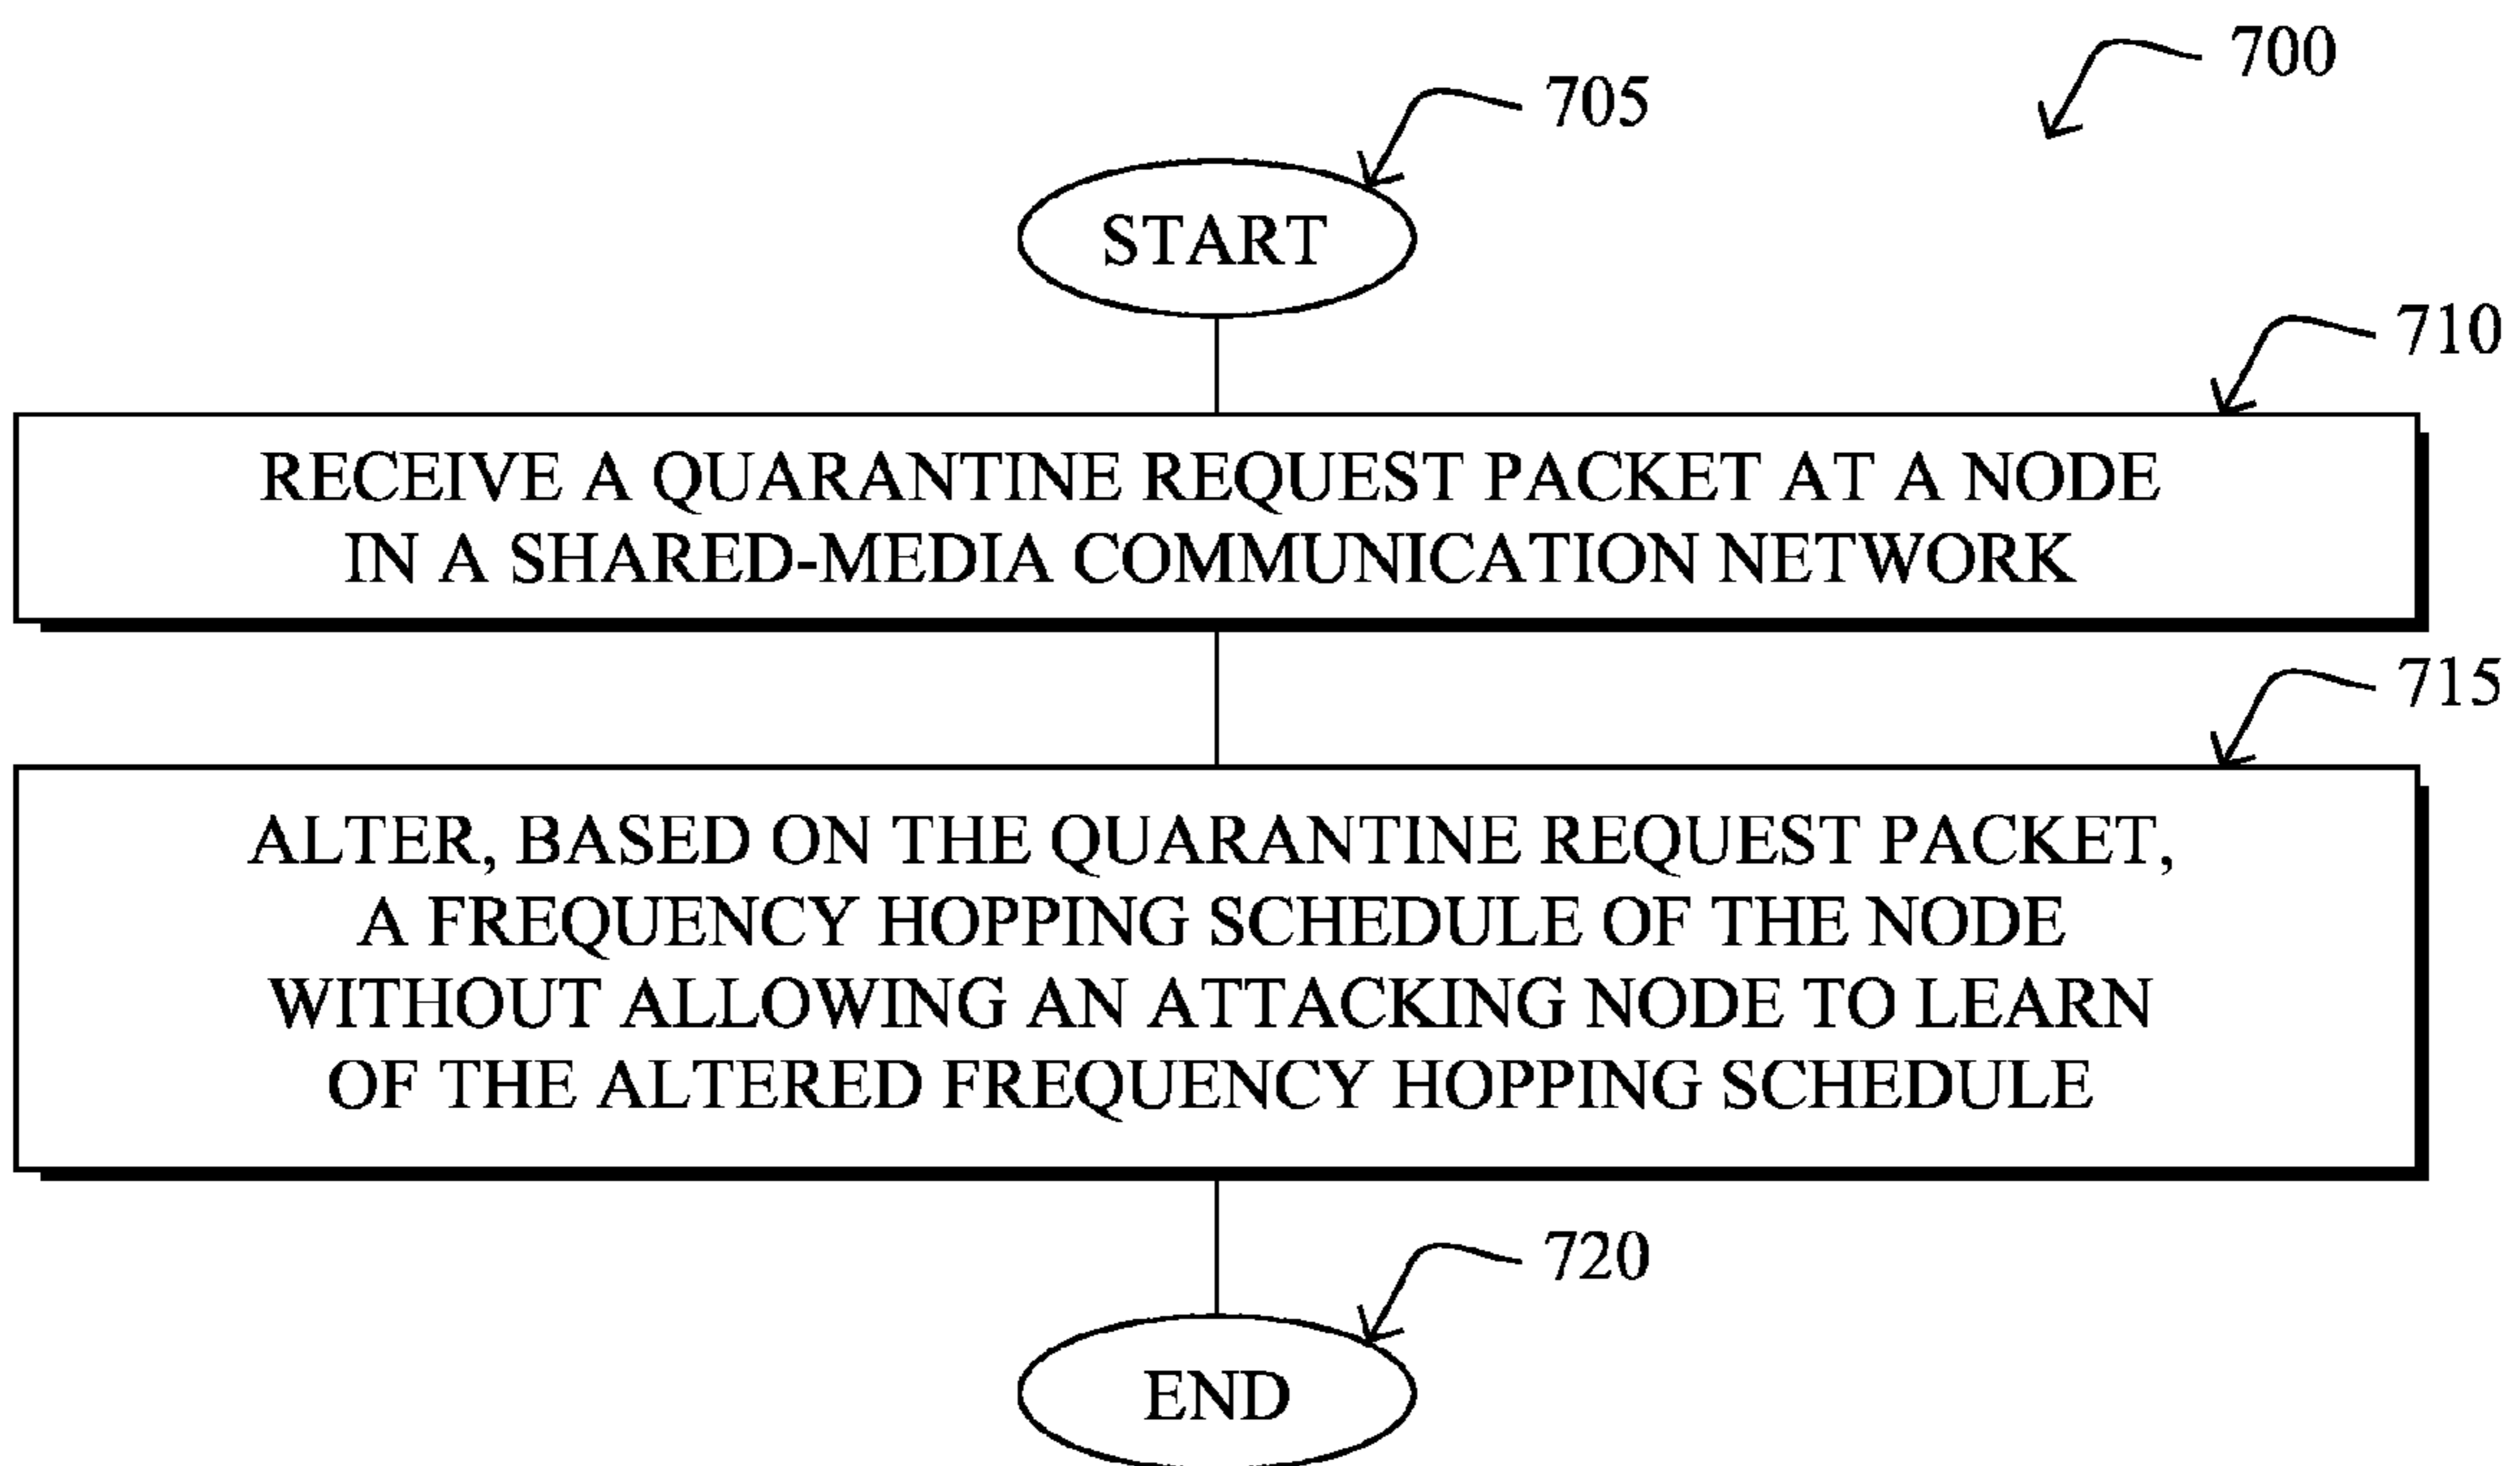 700
705
START
710
RECEIVE A QUARANTINE REQUEST PACKET AT A NODE
IN A SHARED-MEDIA COMMUNICATION NETWORK
715
ALTER, BASED ON THE QUARANTINE REQUEST PACKET,
A FREQUENCY HOPPING SCHEDULE OF THE NODE
WITHOUT ALLOWING AN ATTACKING NODE TO LEARN
OF THE ALTERED FREQUENCY HOPPING SCHEDULE
720
END